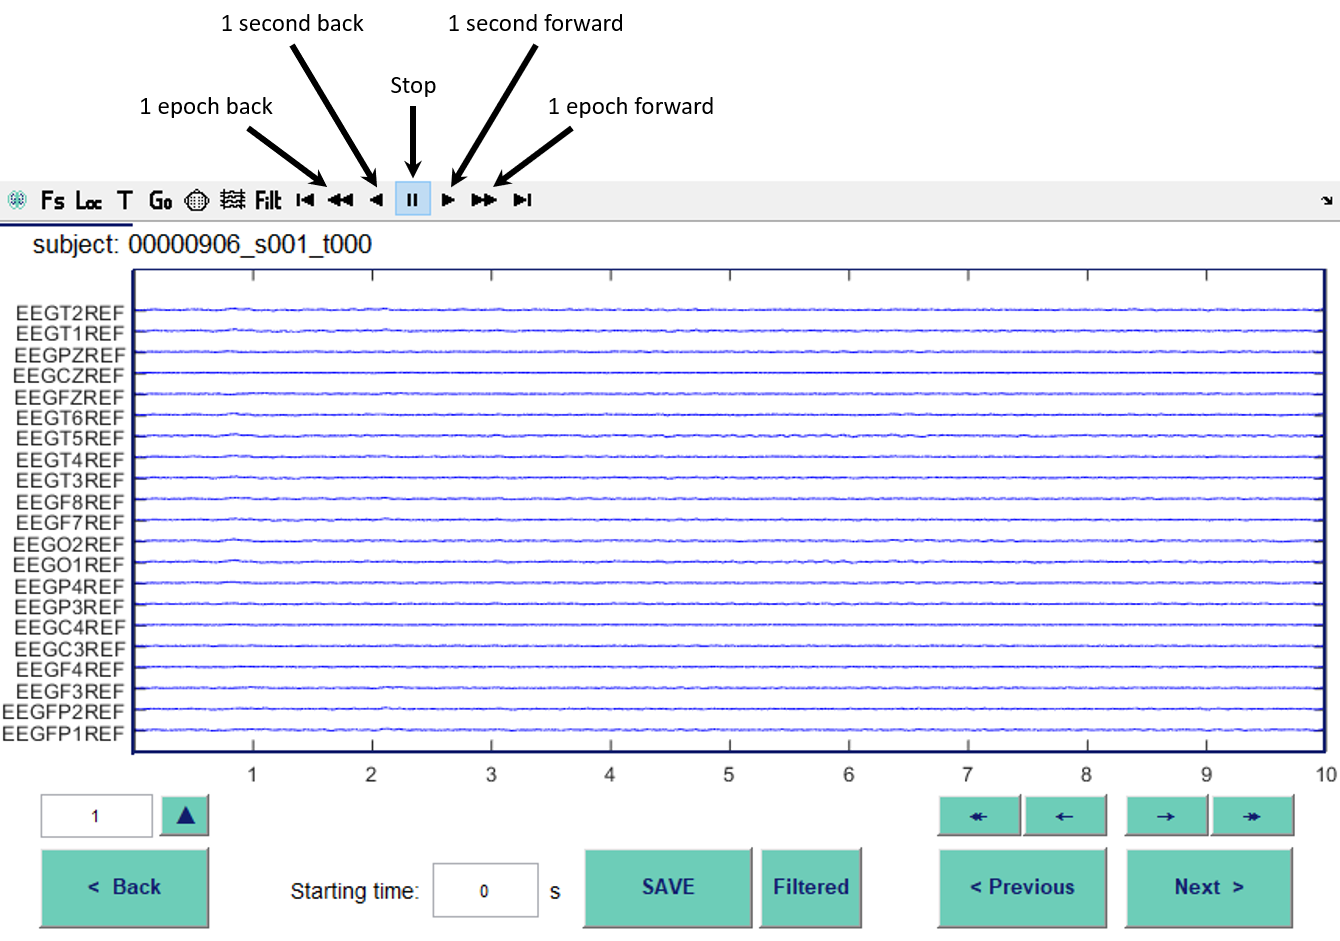 1 second back
1 second forward
Stop
1 epoch back
1 epoch forward
Fs Loc T Go Filt
subject: 00000906_s001_t000
EEGT2REF
EEGT1REF
EEGPZREF
EEGCZREF
EEGFZREF
EEGT6REF
EEGT5REF
EEGT4REF
EEGT3REF
EEGF8REF
EEGF7REF
EEGO2REF
EEGO1REF
EEGP4REF
EEGP3REF
EEGC4REF
EEGC3REF
EEGF4REF
EEGF3REF
EEGFP2REF
EEGFP1REF
1 2 3 4 5 6 7 8 9 10
1
< Back
Starting time: 0 s
SAVE
Filtered
< Previous
Next >